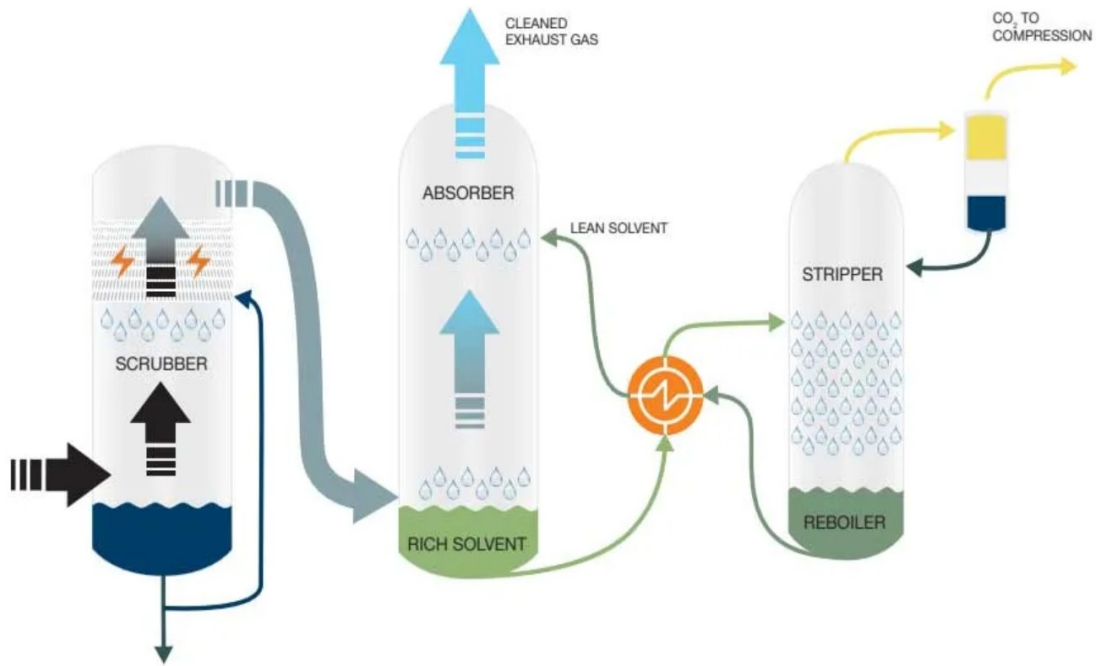 CLEANED
EXHAUST GAS
CO₂ TO
COMPRESSION
ABSORBER
LEAN SOLVENT
STRIPPER
SCRUBBER
RICH SOLVENT
REBOILER